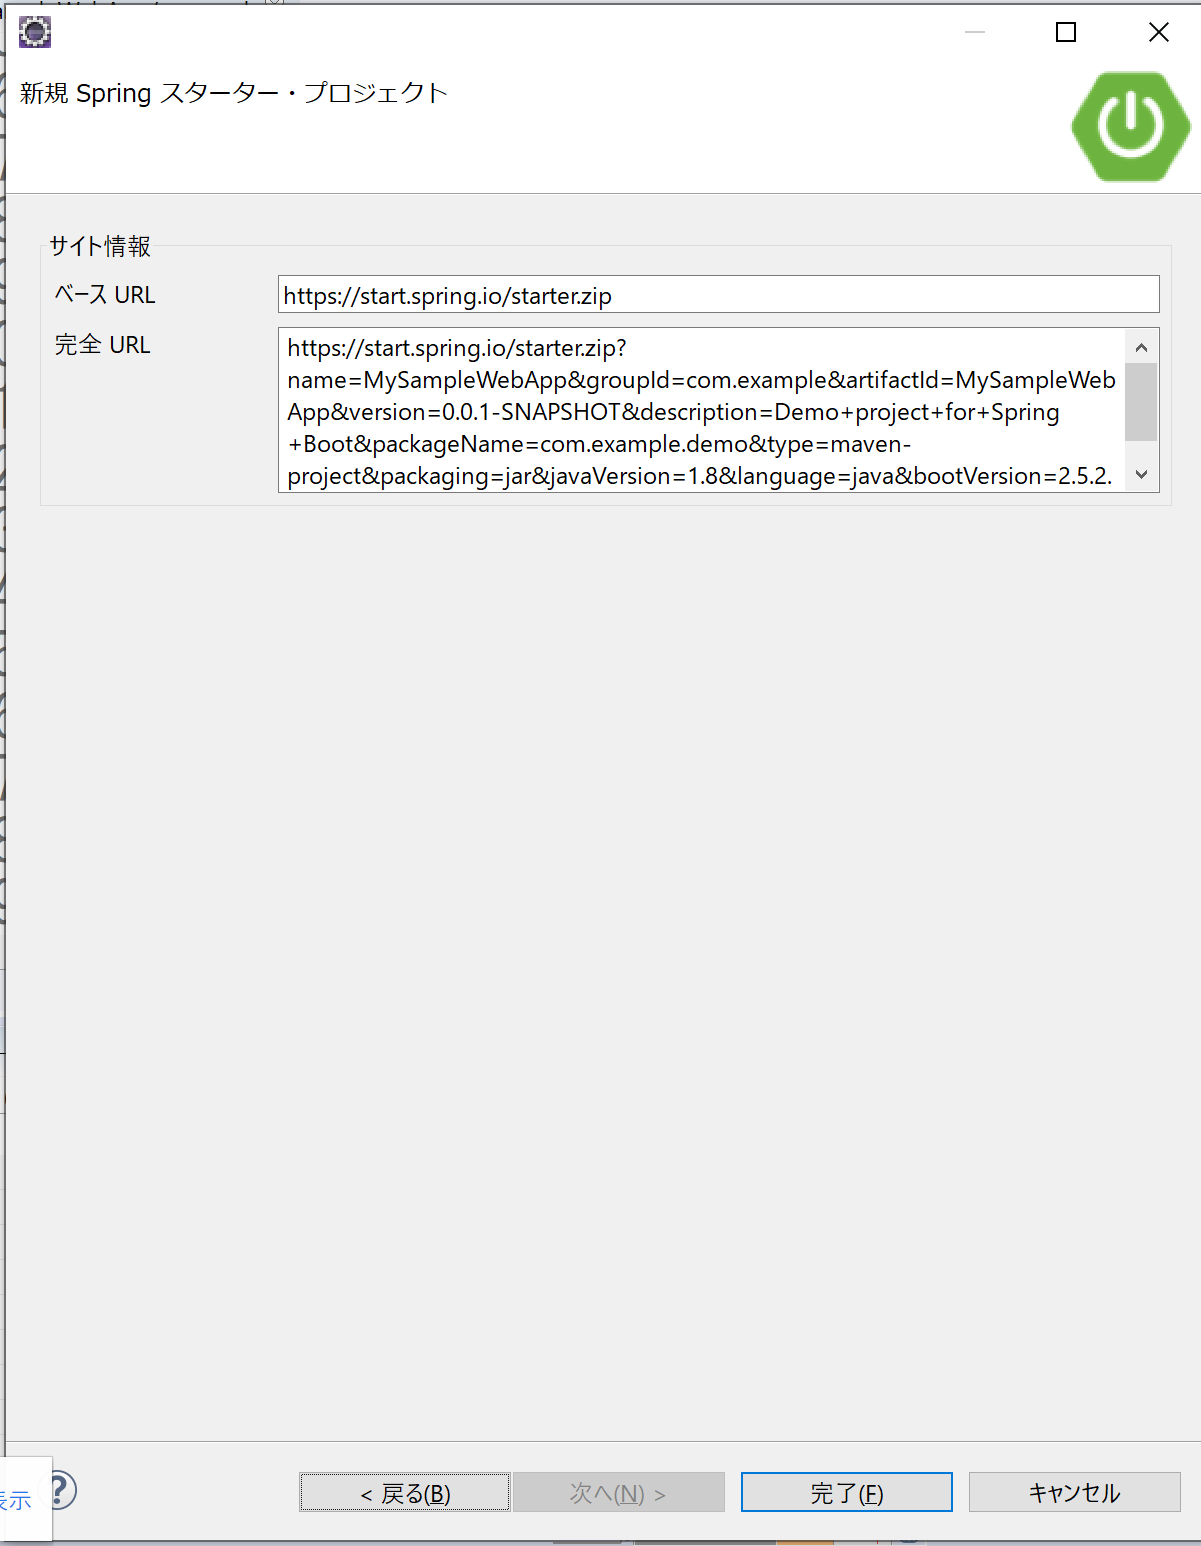 新規 Spring スターター・プロジェクト
サイト情報
ベース URL
https://start.spring.io/starter.zip
完全 URL
https://start.spring.io/starter.zip?
name=MySampleWebApp&groupId=com.example&artifactId=MySampleWeb
App&version=0.0.1-SNAPSHOT&description=Demo+project+for+Spring
+Boot&packageName=com.example.demo&type=maven-
project&packaging=jar&javaVersion=1.8&language=java&bootVersion=2.5.2.
表示
< 戻る(B)
次へ(N) >
完了(F)
キャンセル